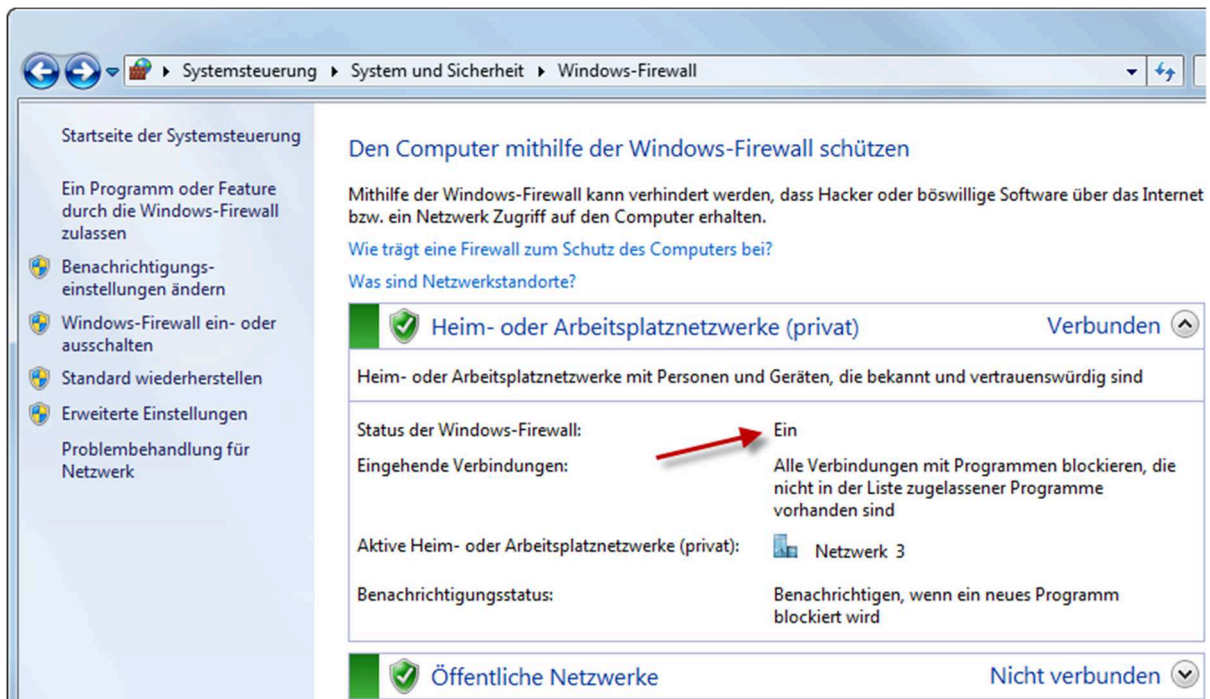 Systemsteuerung ▸ System und Sicherheit ▸ Windows-Firewall
Startseite der Systemsteuerung
Ein Programm oder Feature
durch die Windows-Firewall
zulassen
Benachrichtigungs-
einstellungen ändern
Windows-Firewall ein- oder
ausschalten
Standard wiederherstellen
Erweiterte Einstellungen
Problembehandlung für
Netzwerk
Den Computer mithilfe der Windows-Firewall schützen
Mithilfe der Windows-Firewall kann verhindert werden, dass Hacker oder böswillige Software über das Internet
bzw. ein Netzwerk Zugriff auf den Computer erhalten.
Wie trägt eine Firewall zum Schutz des Computers bei?
Was sind Netzwerkstandorte?
Heim- oder Arbeitsplatznetzwerke (privat) Verbunden
Heim- oder Arbeitsplatznetzwerke mit Personen und Geräten, die bekannt und vertrauenswürdig sind
Status der Windows-Firewall: Ein
Eingehende Verbindungen: Alle Verbindungen mit Programmen blockieren, die
nicht in der Liste zugelassener Programme
vorhanden sind
Aktive Heim- oder Arbeitsplatznetzwerke (privat): Netzwerk 3
Benachrichtigungsstatus: Benachrichtigen, wenn ein neues Programm
blockiert wird
Öffentliche Netzwerke Nicht verbunden